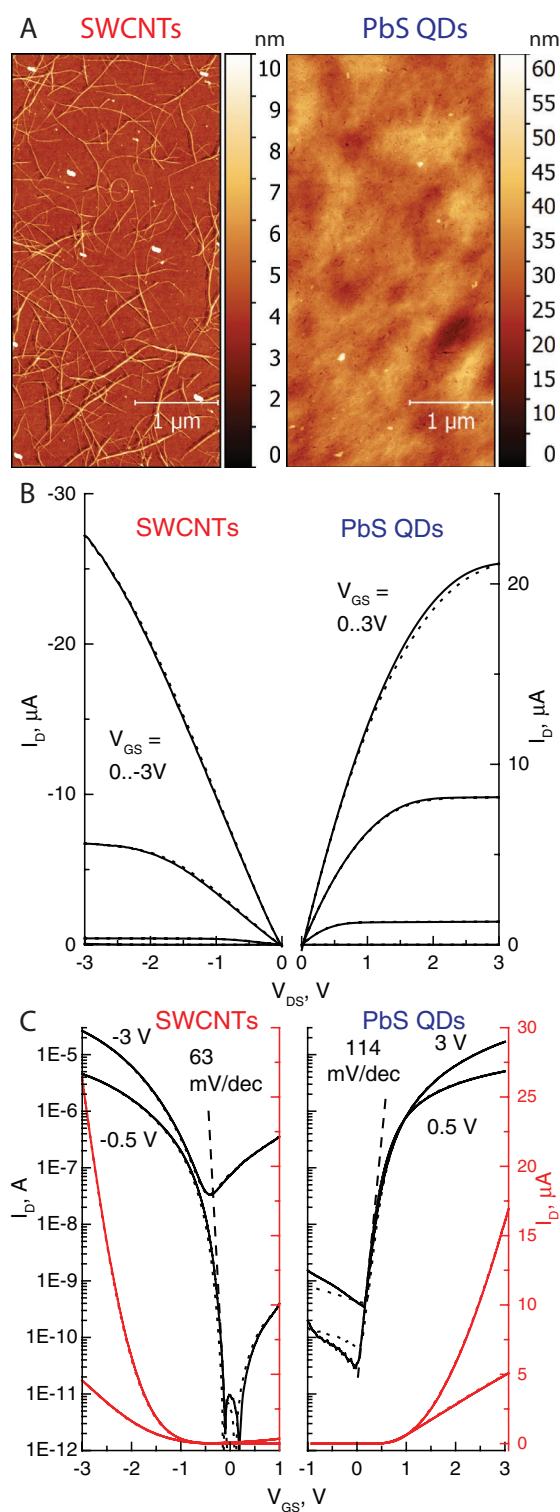 A
SWCNTs
PbS QDs
nm
10
9
8
7
6
5
4
3
2
1
0
1 µm
nm
60
55
50
45
40
35
30
25
20
15
10
5
0
1 µm
B
SWCNTs
PbS QDs
-30
-20
-10
0
I_D, µA
V_GS =
0..-3V
V_GS =
0..3V
20
10
0
I_D, µA
-3
-2
-1
0
0
1
2
3
V_DS, V
C
SWCNTs
PbS QDs
-3 V
63
mV/dec
-0.5 V
114
mV/dec
3 V
0.5 V
1E-5
1E-6
1E-7
1E-8
1E-9
1E-10
1E-11
1E-12
I_D, A
30
25
20
15
10
5
0
I_D, µA
-3
-2
-1
0
1
-1
0
1
2
3
V_GS, V